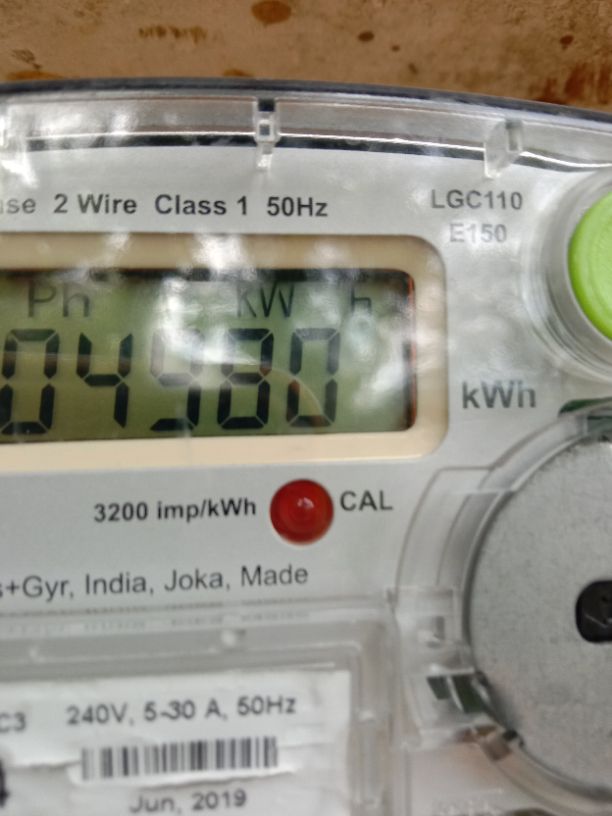 2 Wire Class 1 50Hz
LGC110
E150
Ph kW h
04980
kWh
3200 imp/kWh
CAL
s+Gyr, India, Joka, Made
C3 240V, 5-30 A, 50Hz
Jun, 2019